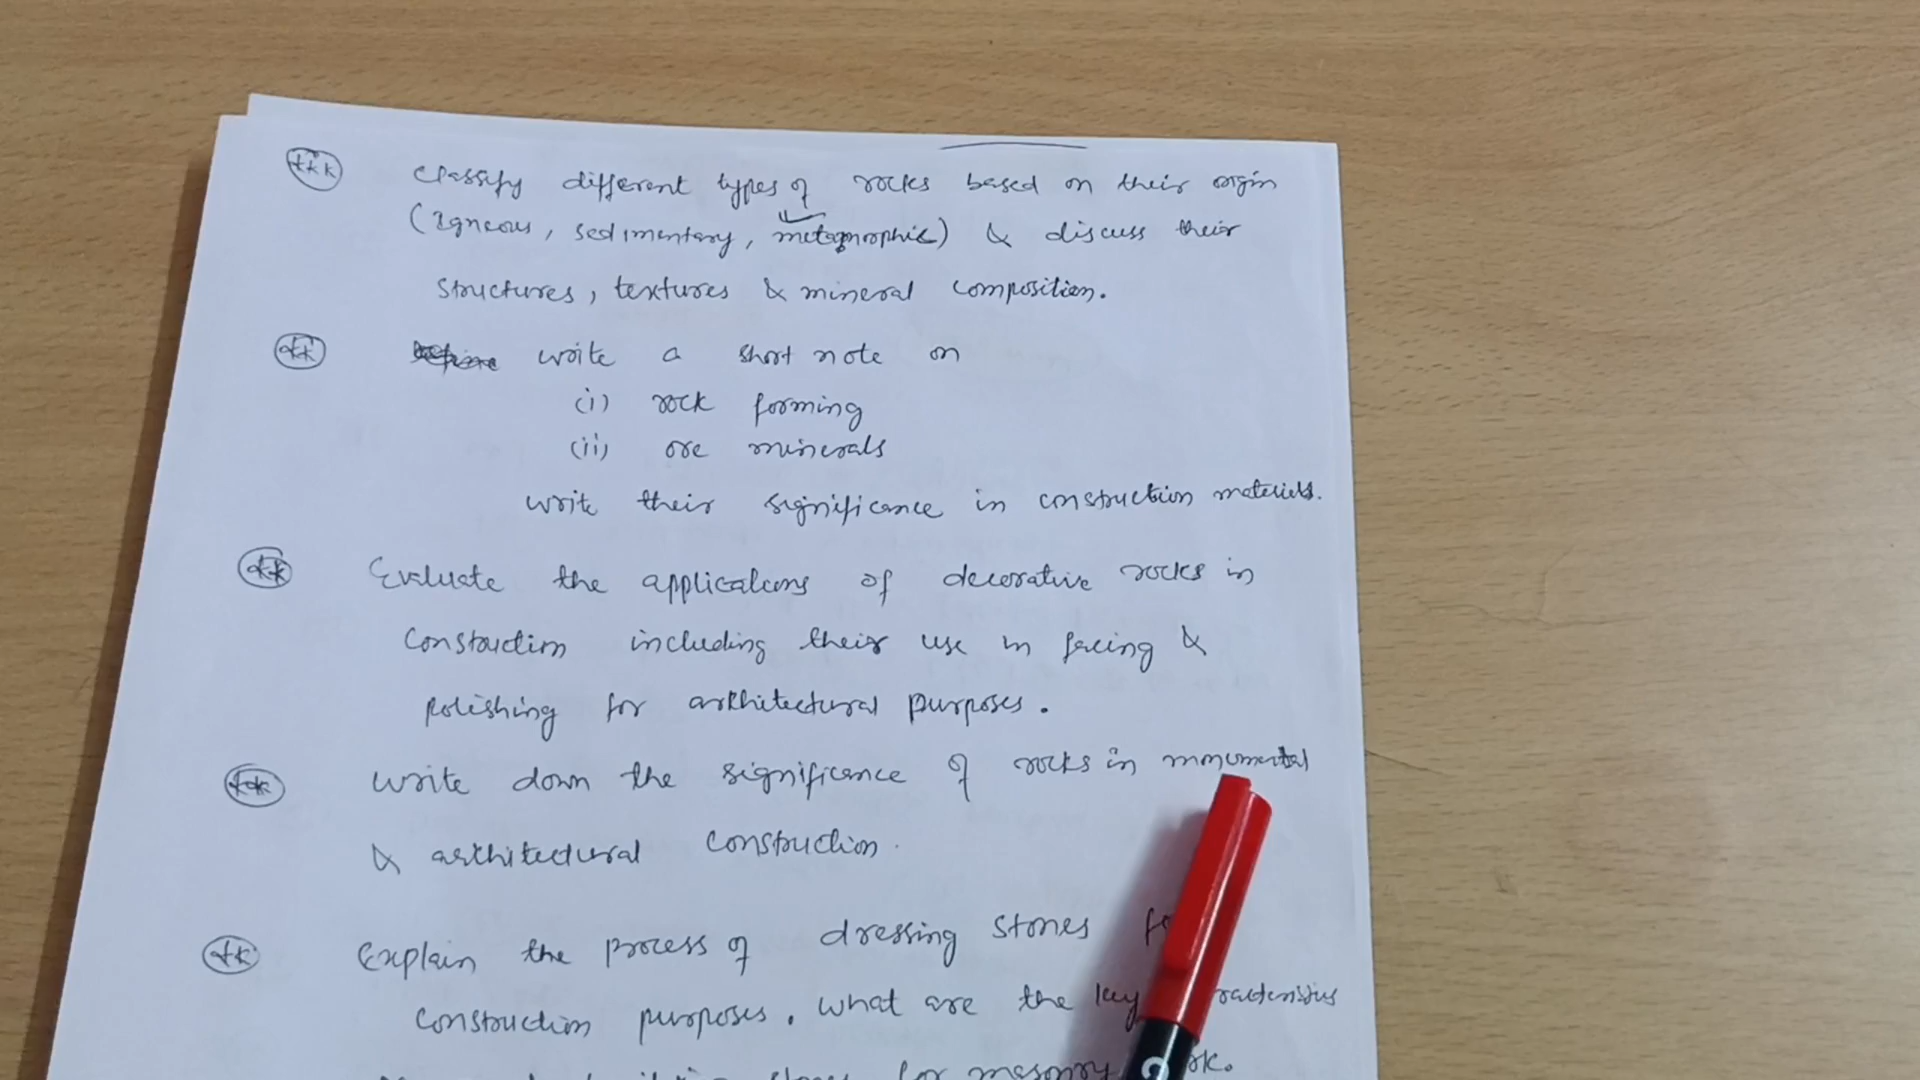 *** classify different types of rocks based on their origin
(Igneous, sedimentary, metamorphic) & discuss their
structures, textures & mineral composition.
** write a short note on
(i) rock forming
(ii) ore minerals
write their significance in construction materials.
** Evaluate the applications of decorative rocks in
construction including their use in facing &
polishing for architectural purposes.
** write down the significance of rocks in monumental
& architectural construction.
** Explain the process of dressing stones
construction purposes. what are the key
for masonry